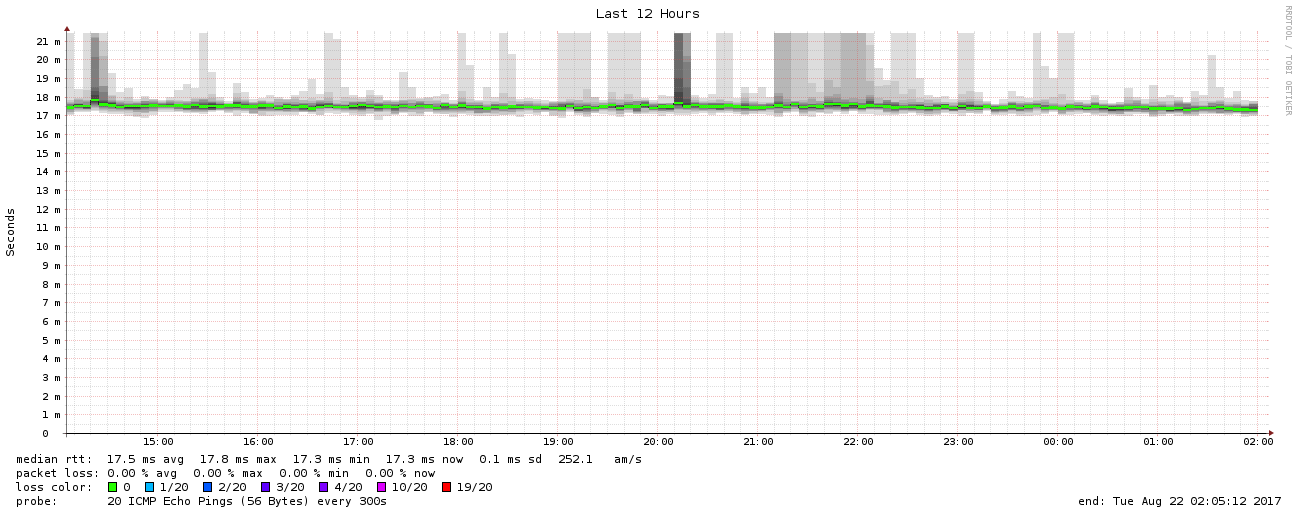 Last 12 Hours
RRDTOOL / TOBI OETIKER
21 m
20 m
19 m
18 m
17 m
16 m
15 m
14 m
13 m
12 m
11 m
10 m
9 m
8 m
7 m
6 m
5 m
4 m
3 m
2 m
1 m
0
Seconds
15:00 16:00 17:00 18:00 19:00 20:00 21:00 22:00 23:00 00:00 01:00 02:00
median rtt: 17.5 ms avg 17.8 ms max 17.3 ms min 17.3 ms now 0.1 ms sd 252.1 am/s
packet loss: 0.00 % avg 0.00 % max 0.00 % min 0.00 % now
loss color: 0 1/20 2/20 3/20 4/20 10/20 19/20
probe: 20 ICMP Echo Pings (56 Bytes) every 300s end: Tue Aug 22 02:05:12 2017